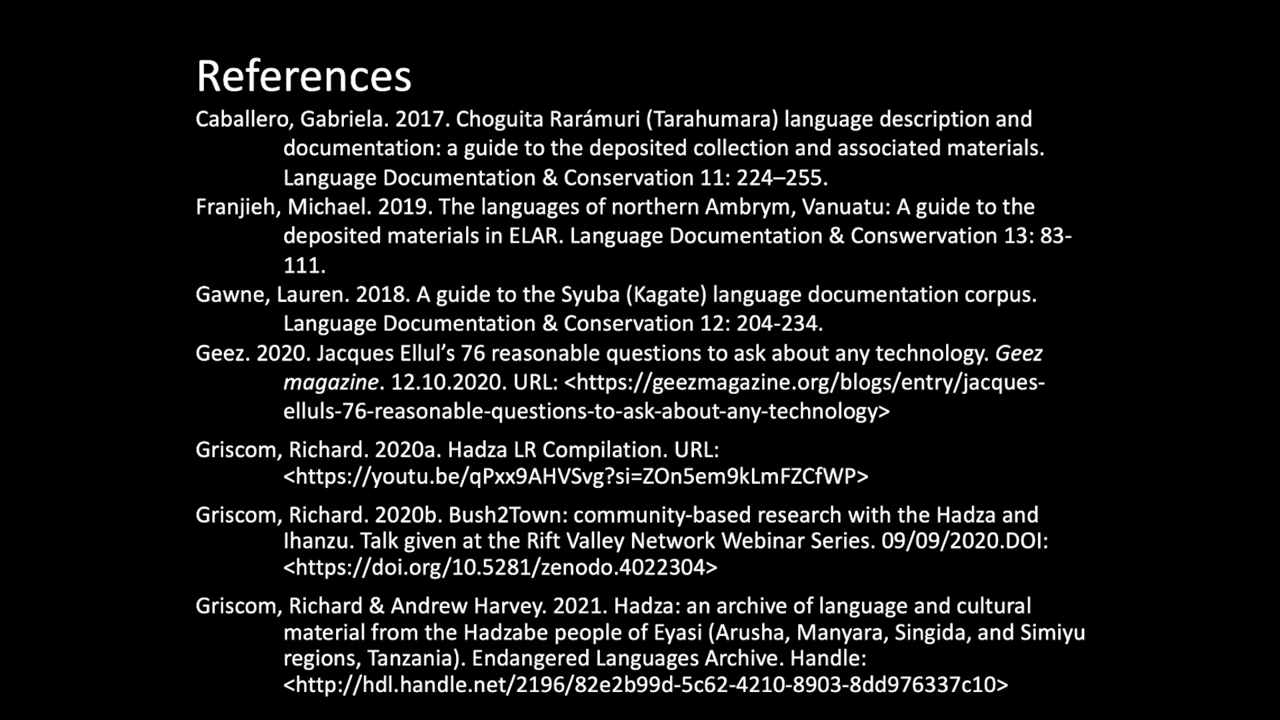 References
Caballero, Gabriela. 2017. Choguita Rarámuri (Tarahumara) language description and
documentation: a guide to the deposited collection and associated materials.
Language Documentation & Conservation 11: 224–255.
Franjieh, Michael. 2019. The languages of northern Ambrym, Vanuatu: A guide to the
deposited materials in ELAR. Language Documentation & Conswervation 13: 83-
111.
Gawne, Lauren. 2018. A guide to the Syuba (Kagate) language documentation corpus.
Language Documentation & Conservation 12: 204-234.
Geez. 2020. Jacques Ellul’s 76 reasonable questions to ask about any technology. Geez
magazine. 12.10.2020. URL: <https://geezmagazine.org/blogs/entry/jacques-
elluls-76-reasonable-questions-to-ask-about-any-technology>
Griscom, Richard. 2020a. Hadza LR Compilation. URL:
<https://youtu.be/qPxx9AHVSvg?si=ZOn5em9kLmFZCfWP>
Griscom, Richard. 2020b. Bush2Town: community-based research with the Hadza and
Ihanzu. Talk given at the Rift Valley Network Webinar Series. 09/09/2020.DOI:
<https://doi.org/10.5281/zenodo.4022304>
Griscom, Richard & Andrew Harvey. 2021. Hadza: an archive of language and cultural
material from the Hadzabe people of Eyasi (Arusha, Manyara, Singida, and Simiyu
regions, Tanzania). Endangered Languages Archive. Handle:
<http://hdl.handle.net/2196/82e2b99d-5c62-4210-8903-8dd976337c10>